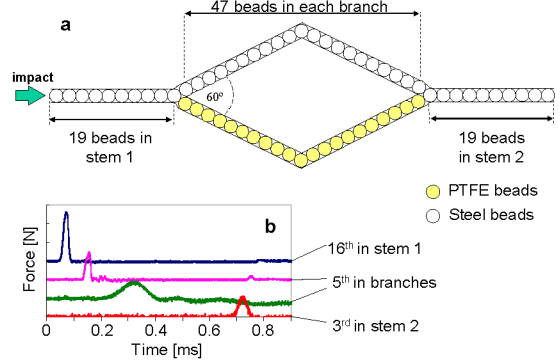 47 beads in each branch
a
impact
60º
19 beads in
stem 1
19 beads
in stem 2
PTFE beads
Steel beads
b
Force [N]
16th in stem 1
5th in branches
3rd in stem 2
0 0.2 0.4 0.6 0.8
Time [ms]